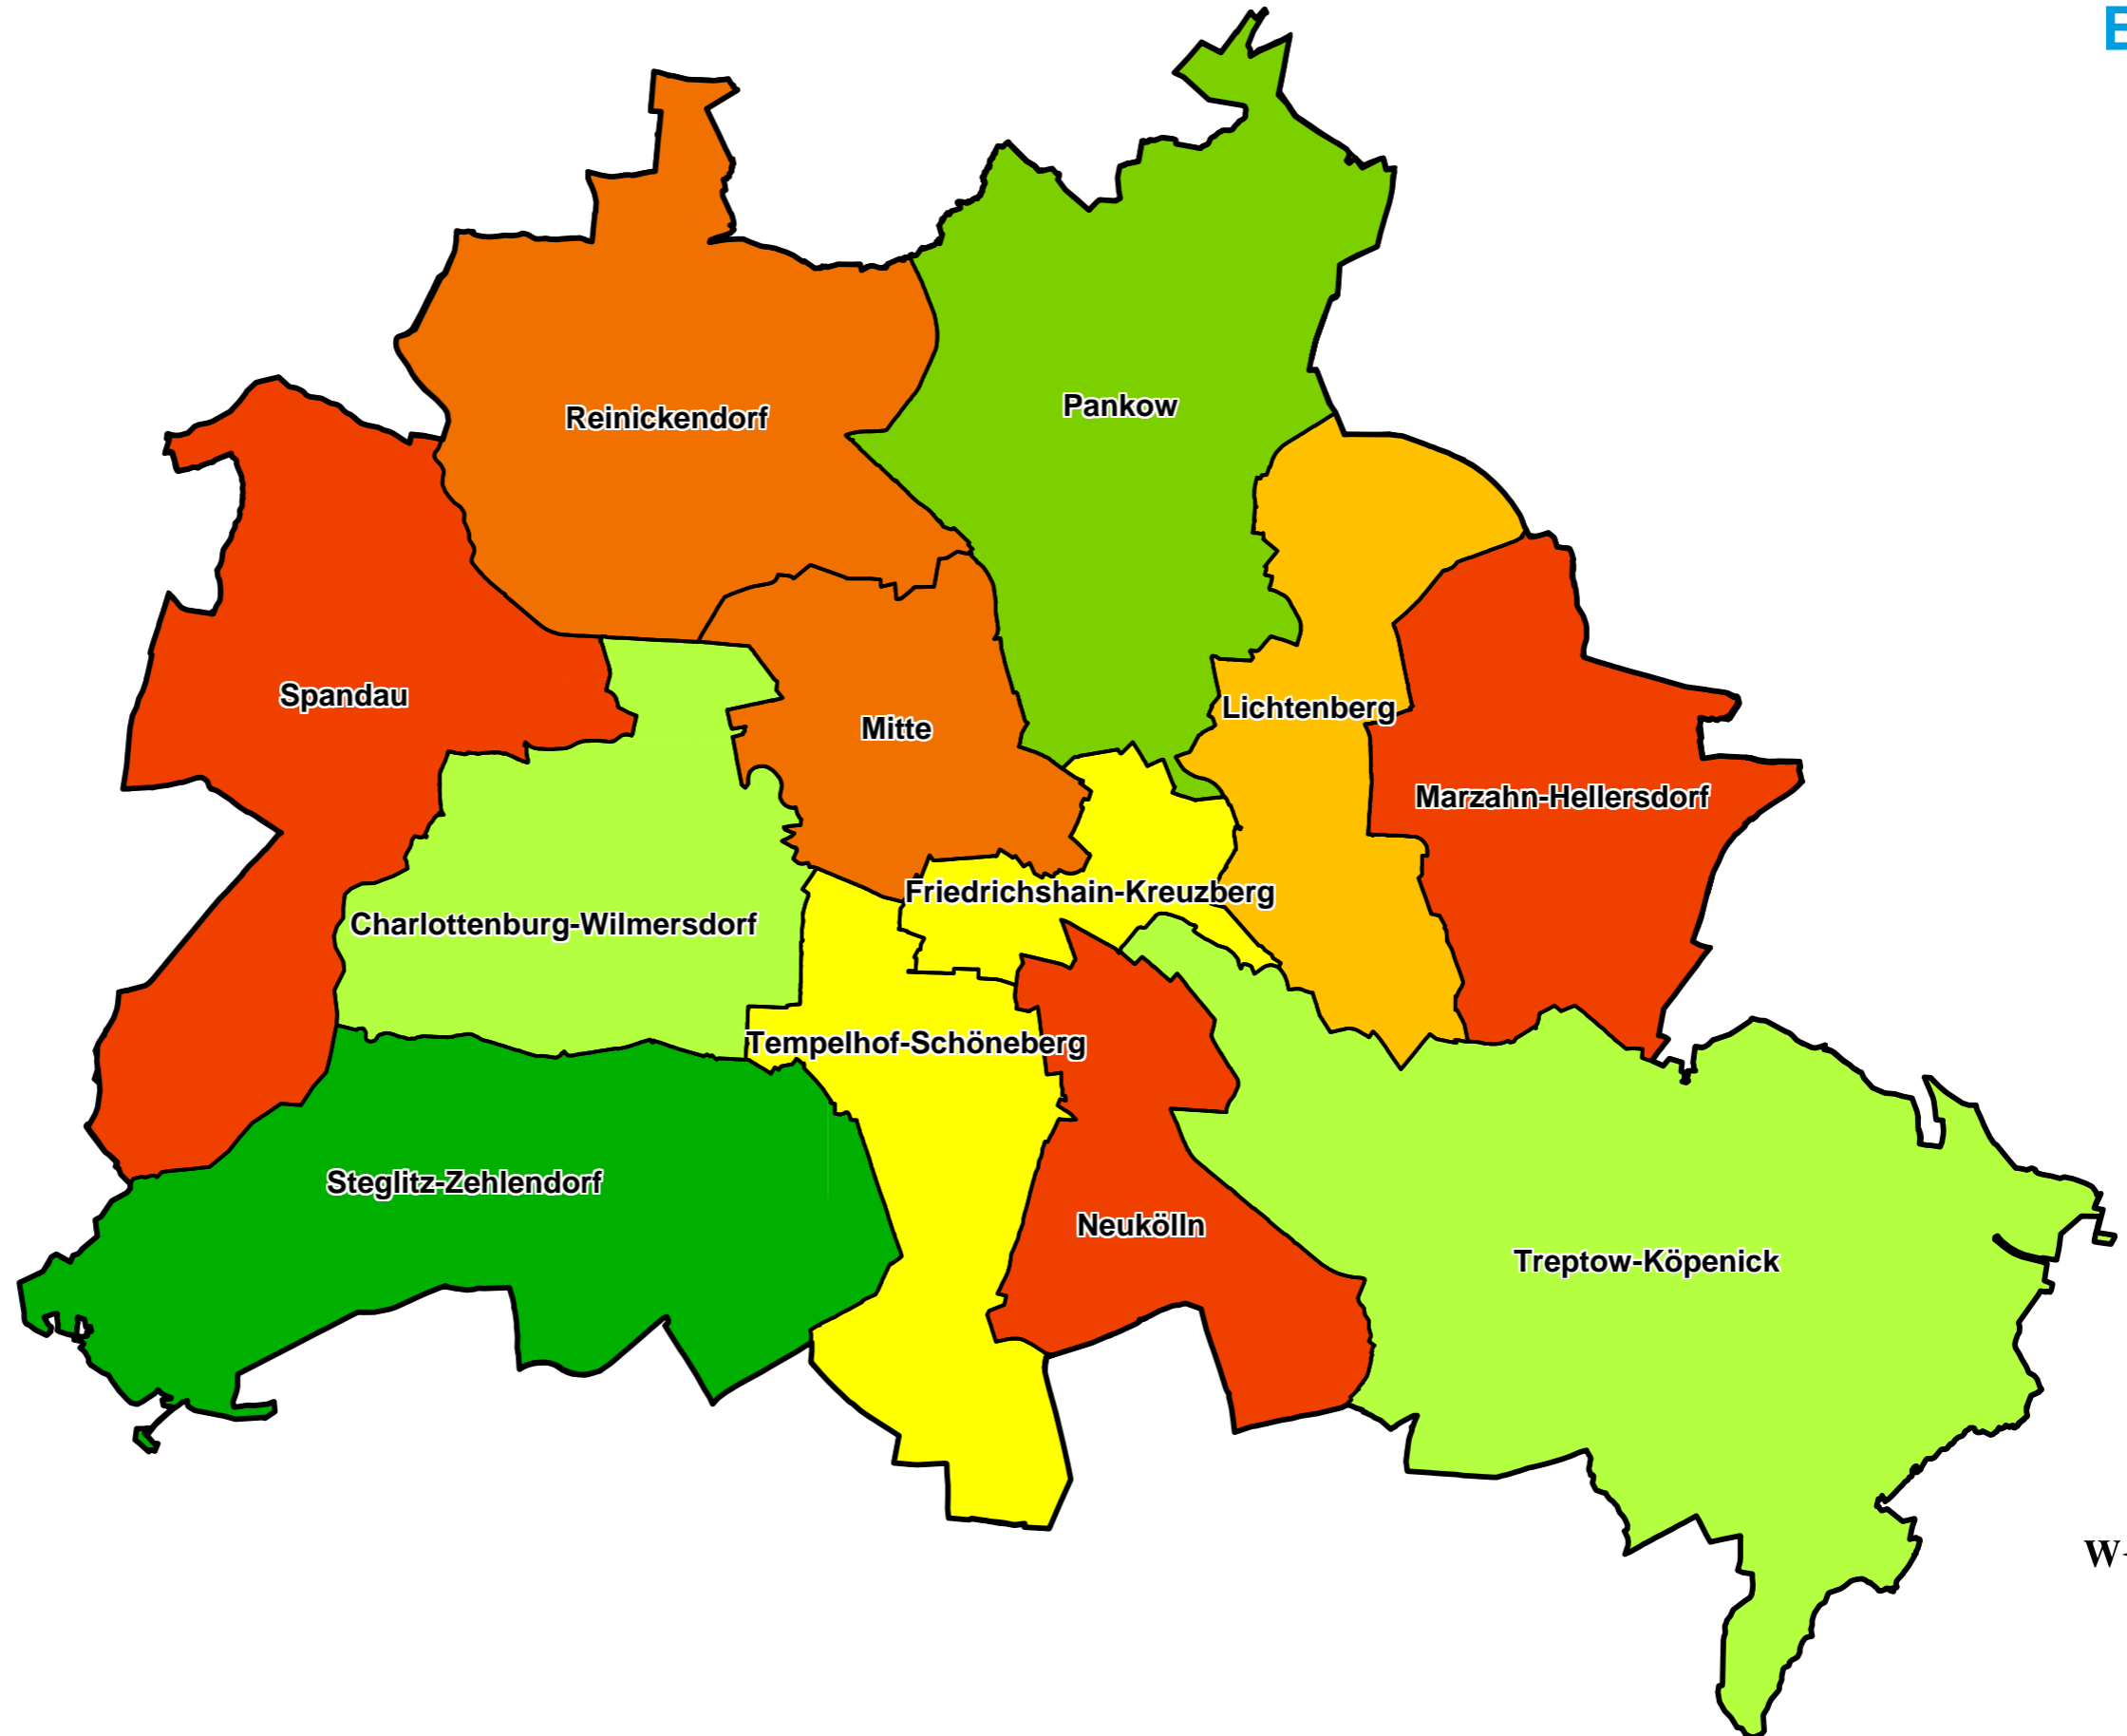 E
Pankow
Reinickendorf
Spandau
Lichtenberg
Mitte
Marzahn-Hellersdorf
Friedrichshain-Kreuzberg
Charlottenburg-Wilmersdorf
Tempelhof-Schöneberg
Steglitz-Zehlendorf
Neukölln
Treptow-Köpenick
W